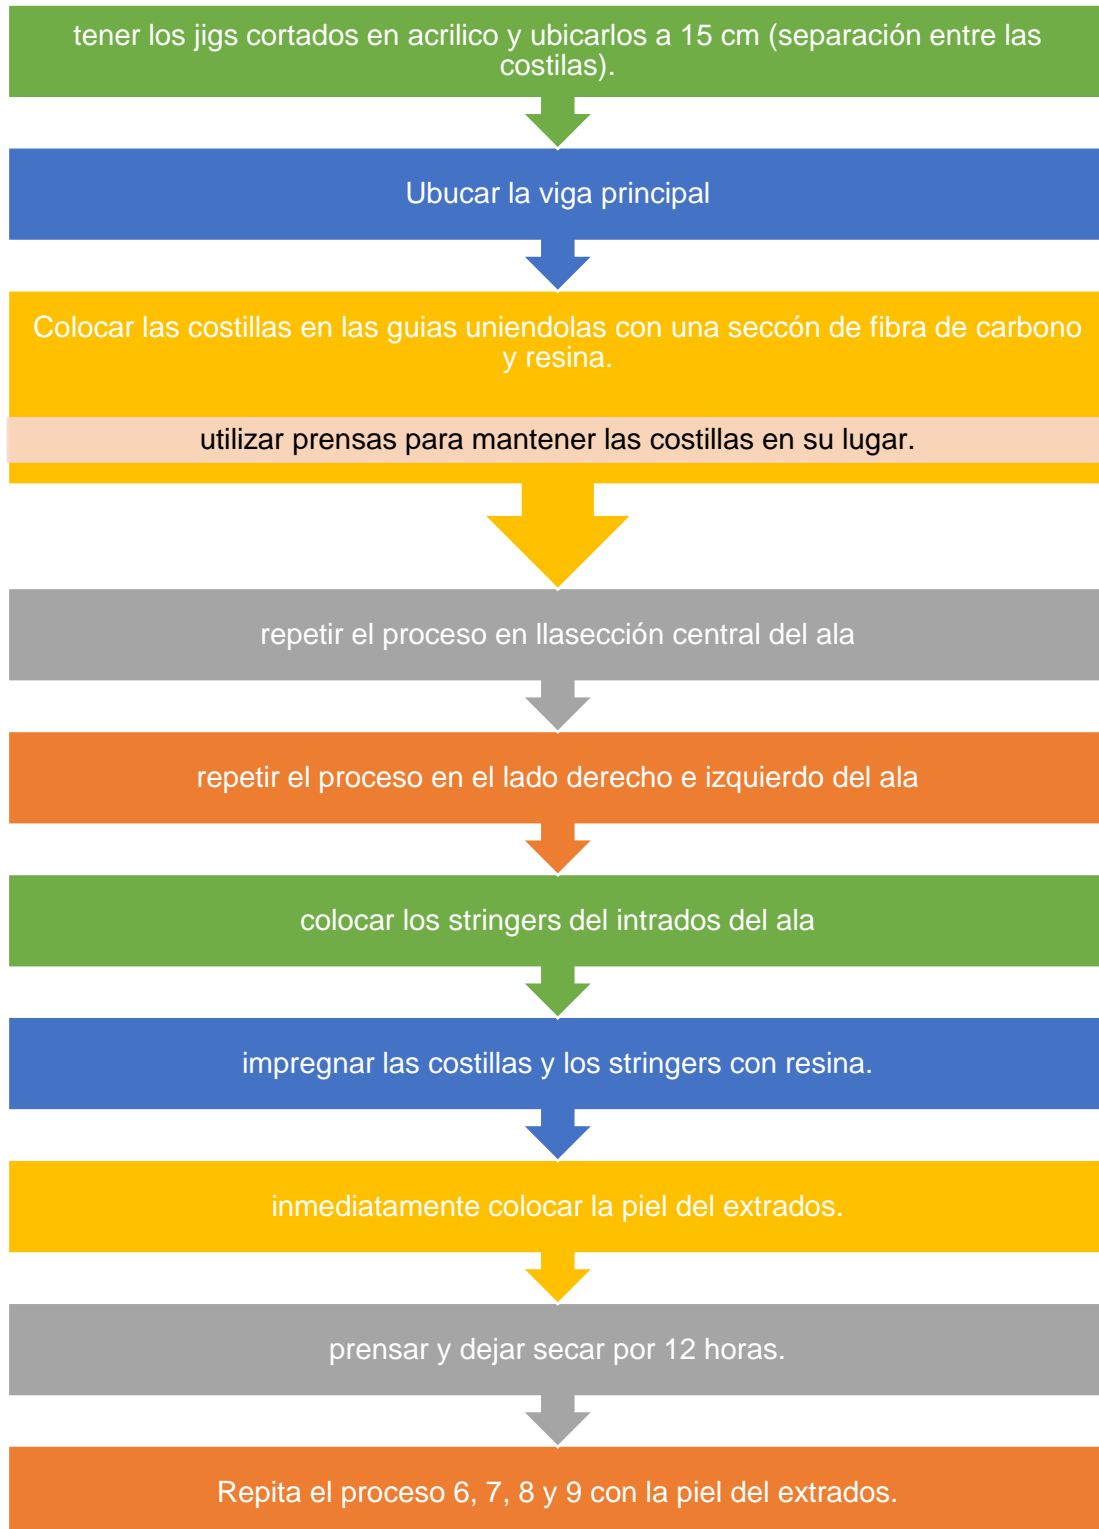 tener los jigs cortados en acrilico y ubicarlos a 15 cm (separación entre las
costilas).
Ubucar la viga principal
Colocar las costillas en las guias uniendolas con una seccón de fibra de carbono
y resina.
utilizar prensas para mantener las costillas en su lugar.
repetir el proceso en llasección central del ala
repetir el proceso en el lado derecho e izquierdo del ala
colocar los stringers del intrados del ala
impregnar las costillas y los stringers con resina.
inmediatamente colocar la piel del extrados.
prensar y dejar secar por 12 horas.
Repita el proceso 6, 7, 8 y 9 con la piel del extrados.